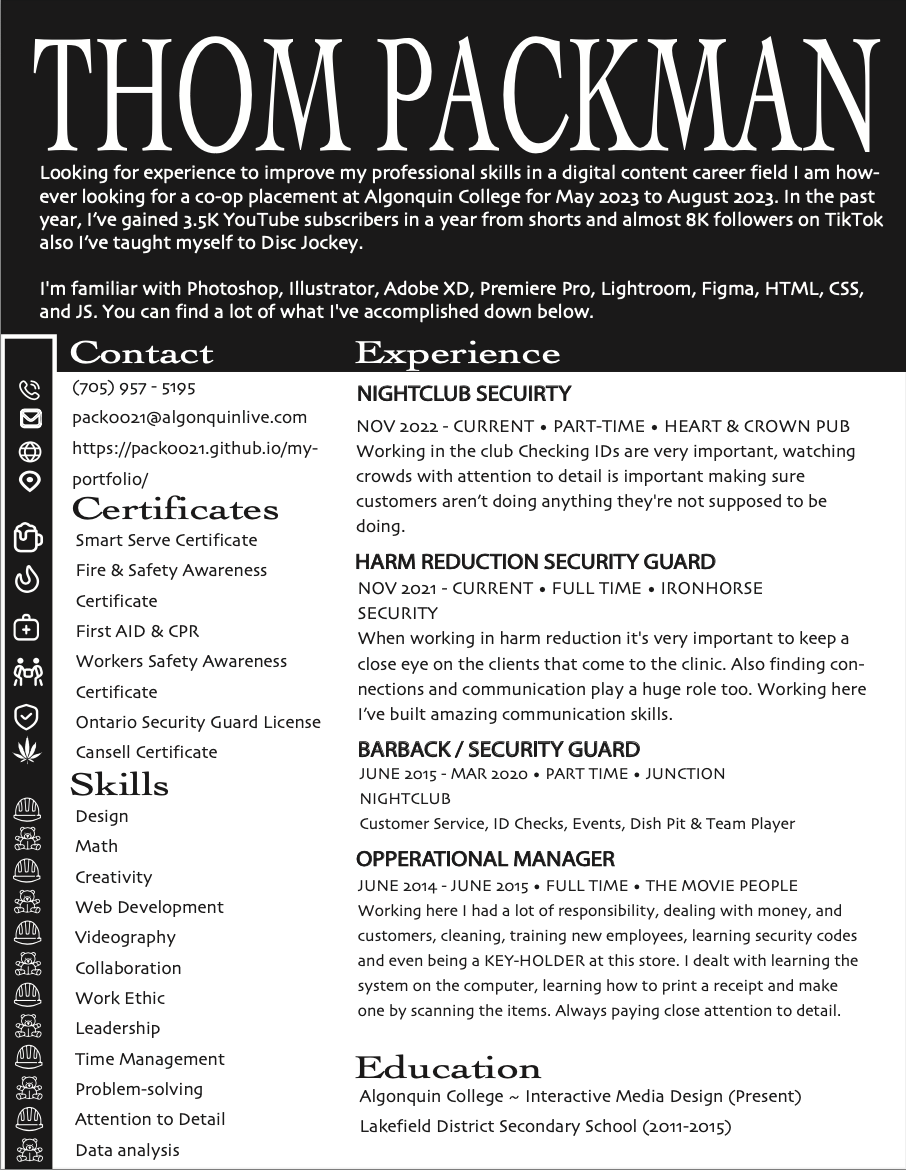 THOM PACKMAN
Looking for experience to improve my professional skills in a digital content career field I am how-
ever looking for a co-op placement at Algonquin College for May 2023 to August 2023. In the past
year, I’ve gained 3.5K YouTube subscribers in a year from shorts and almost 8K followers on TikTok
also I’ve taught myself to Disc Jockey.
I'm familiar with Photoshop, Illustrator, Adobe XD, Premiere Pro, Lightroom, Figma, HTML, CSS,
and JS. You can find a lot of what I've accomplished down below.
Contact
(705) 957 - 5195
pack0021@algonquinlive.com
https://pack0021.github.io/my-
portfolio/
Certificates
Smart Serve Certificate
Fire & Safety Awareness
Certificate
First AID & CPR
Workers Safety Awareness
Certificate
Ontario Security Guard License
Cansell Certificate
Skills
Design
Math
Creativity
Web Development
Videography
Collaboration
Work Ethic
Leadership
Time Management
Problem-solving
Attention to Detail
Data analysis
Experience
NIGHTCLUB SECUIRTY
NOV 2022 - CURRENT • PART-TIME • HEART & CROWN PUB
Working in the club Checking IDs are very important, watching
crowds with attention to detail is important making sure
customers aren’t doing anything they're not supposed to be
doing.
HARM REDUCTION SECURITY GUARD
NOV 2021 - CURRENT • FULL TIME • IRONHORSE
SECURITY
When working in harm reduction it's very important to keep a
close eye on the clients that come to the clinic. Also finding con-
nections and communication play a huge role too. Working here
I’ve built amazing communication skills.
BARBACK / SECURITY GUARD
JUNE 2015 - MAR 2020 • PART TIME • JUNCTION
NIGHTCLUB
Customer Service, ID Checks, Events, Dish Pit & Team Player
OPPERATIONAL MANAGER
JUNE 2014 - JUNE 2015 • FULL TIME • THE MOVIE PEOPLE
Working here I had a lot of responsibility, dealing with money, and
customers, cleaning, training new employees, learning security codes
and even being a KEY-HOLDER at this store. I dealt with learning the
system on the computer, learning how to print a receipt and make
one by scanning the items. Always paying close attention to detail.
Education
Algonquin College ~ Interactive Media Design (Present)
Lakefield District Secondary School (2011-2015)